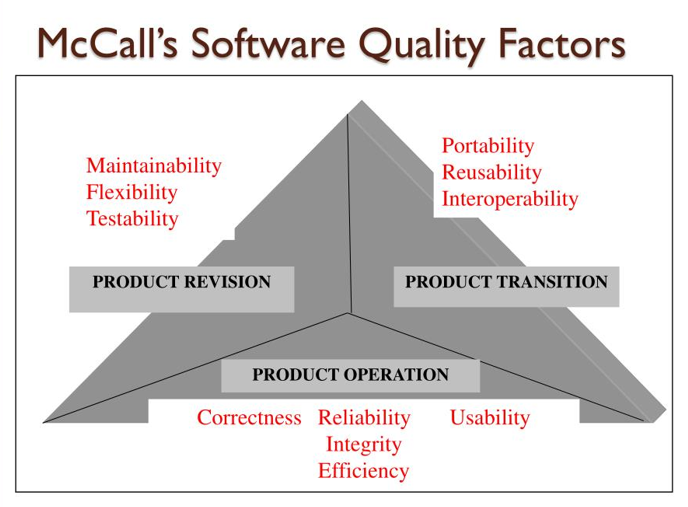 McCall’s Software Quality Factors
Maintainability
Flexibility
Testability
Portability
Reusability
Interoperability
PRODUCT REVISION
PRODUCT TRANSITION
PRODUCT OPERATION
Correctness Reliability Usability
Integrity
Efficiency